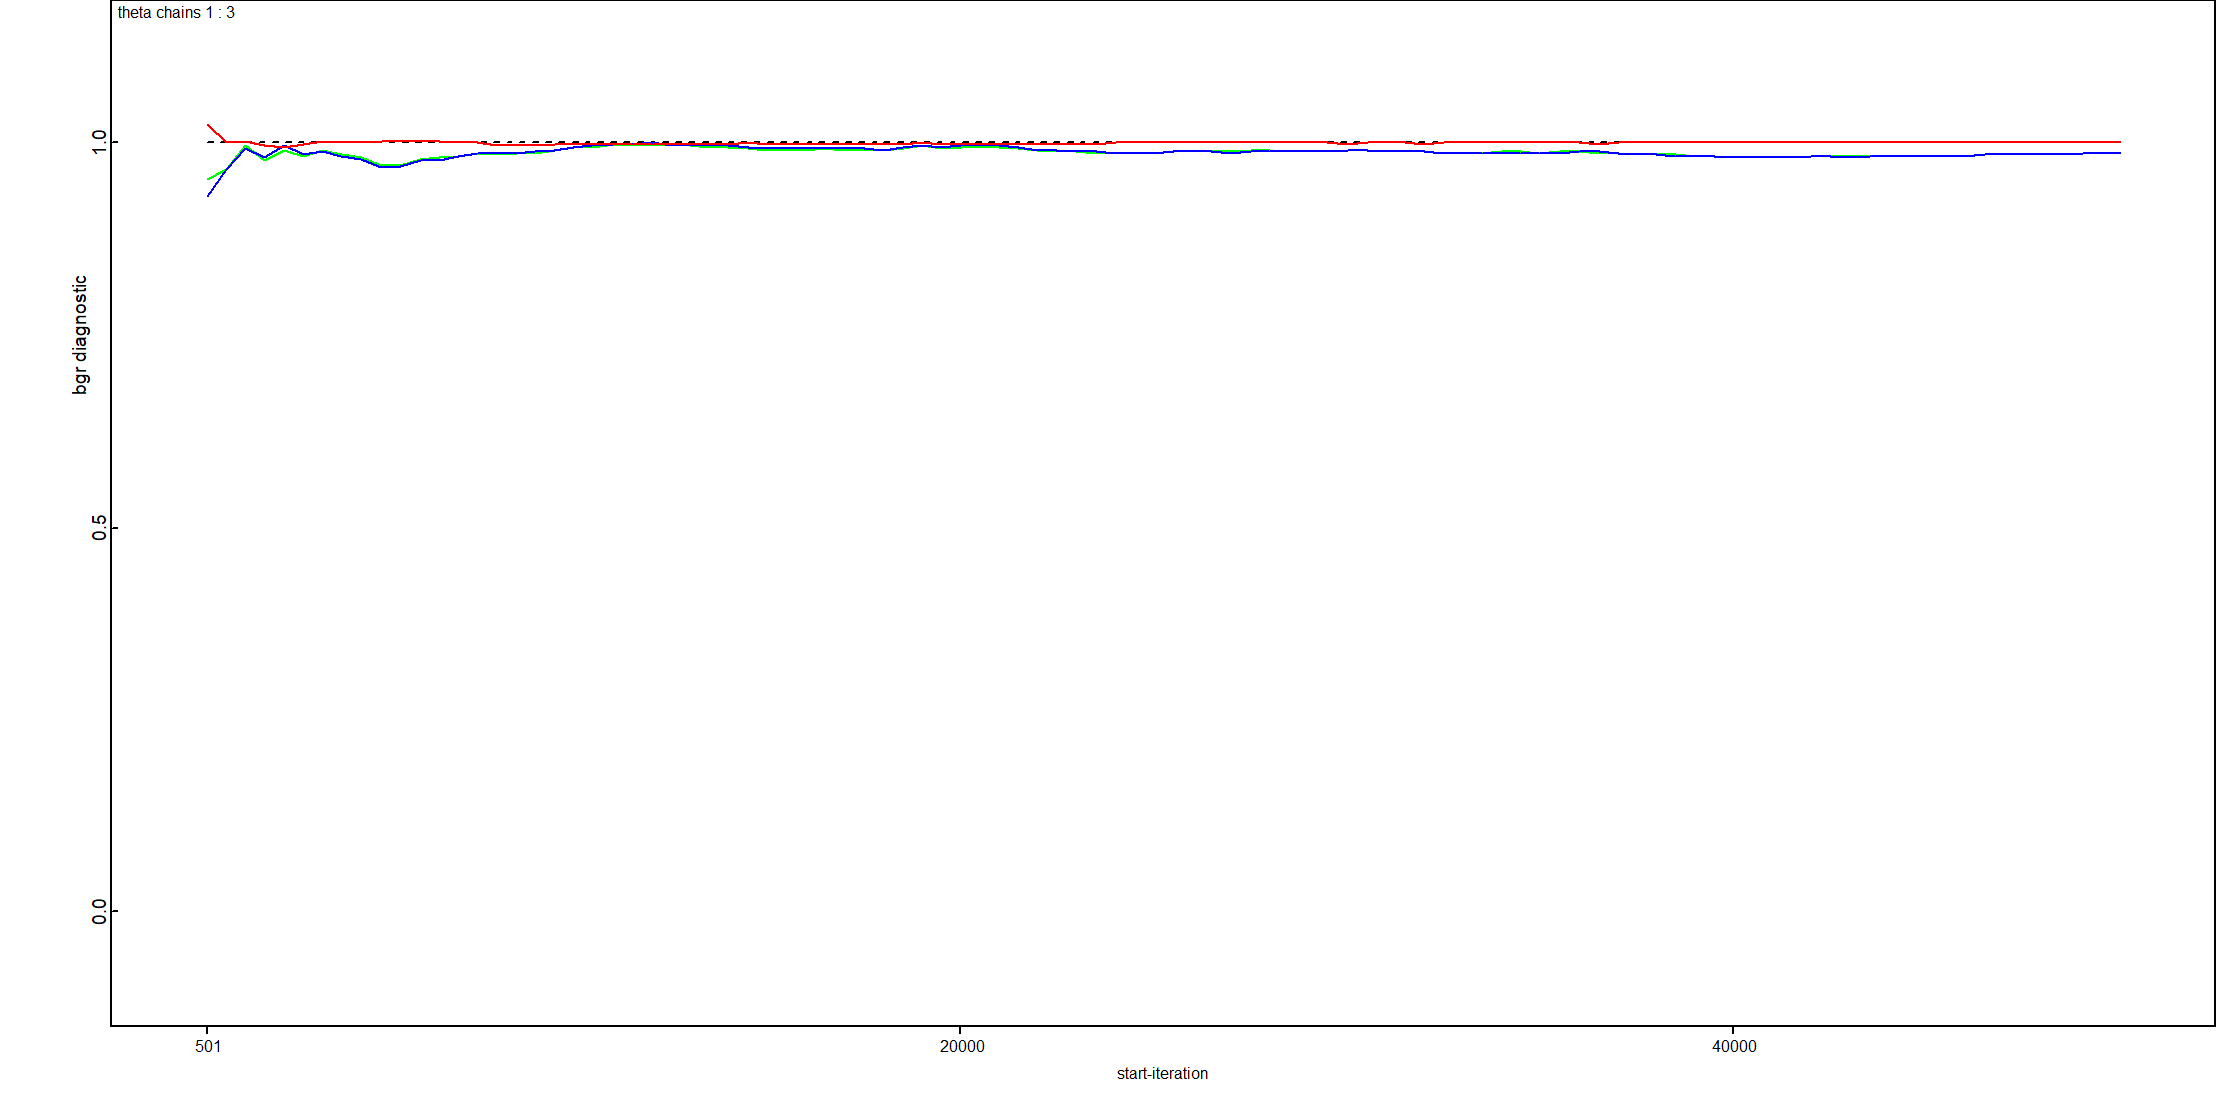 theta chains 1 : 3
1.0
0.5
0.0
bgr diagnostic
501
20000
40000
start-iteration